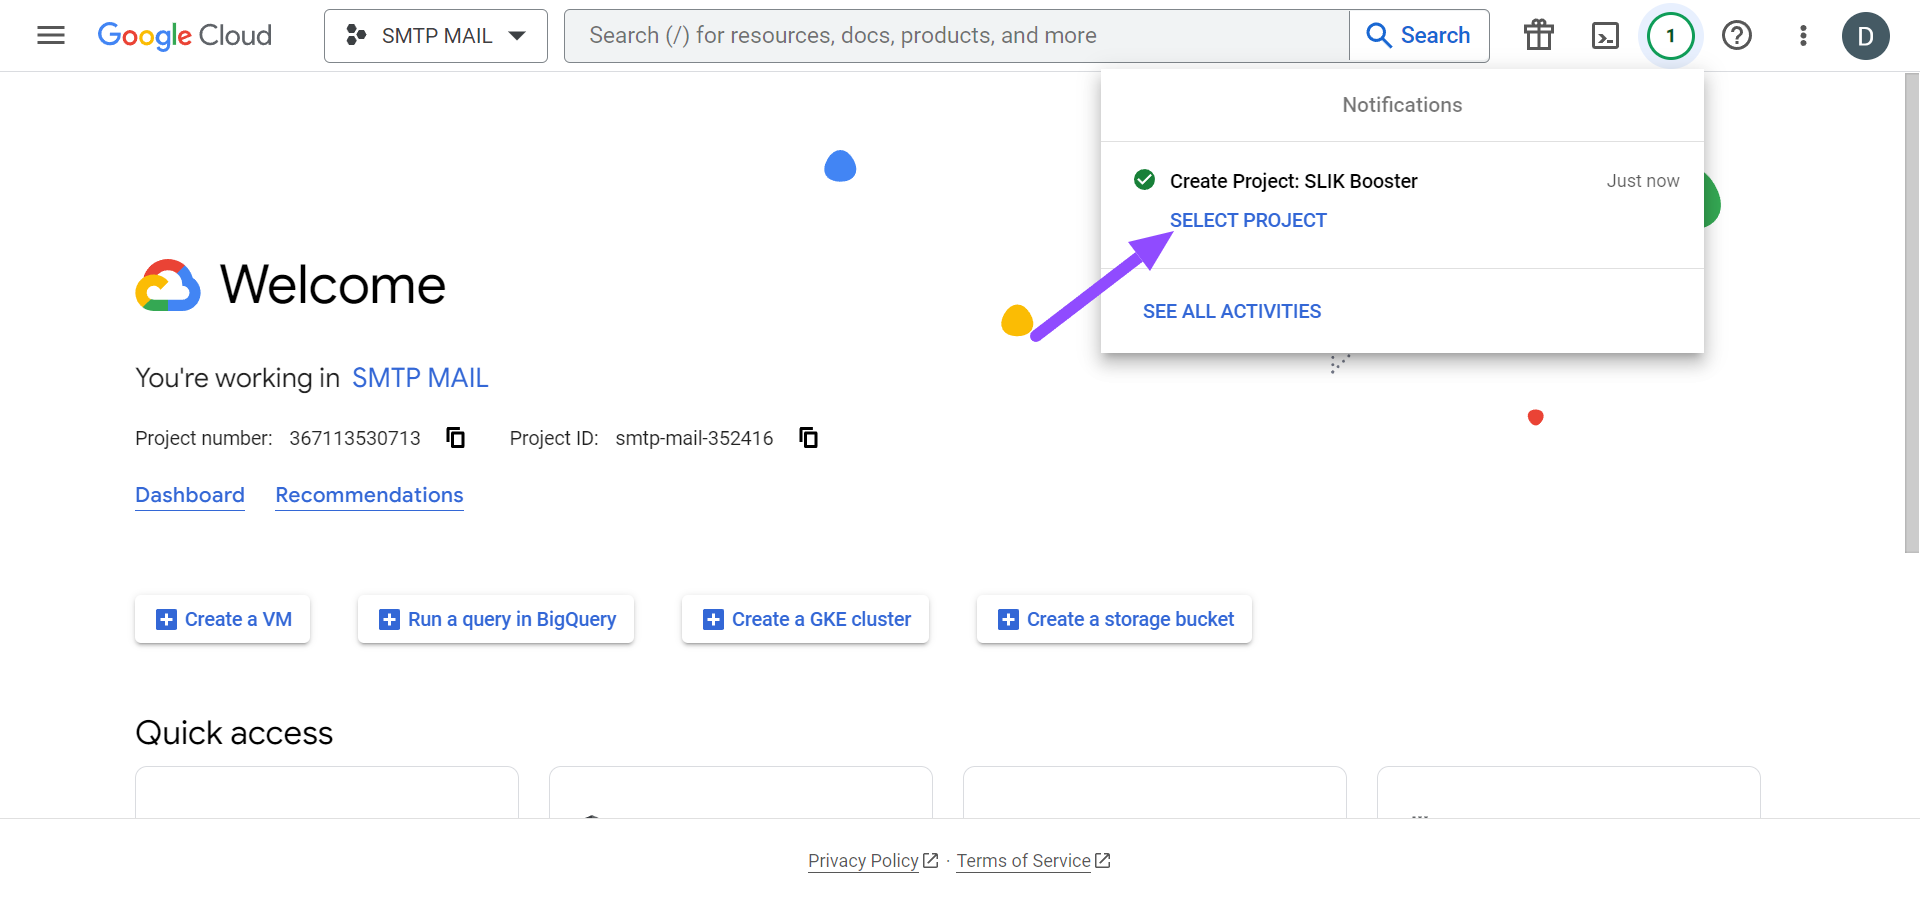 Google Cloud
SMTP MAIL
Search (/) for resources, docs, products, and more
Search
1
D
Notifications
Create Project: SLIK Booster
Just now
SELECT PROJECT
SEE ALL ACTIVITIES
Welcome
You're working in SMTP MAIL
Project number: 367113530713 Project ID: smtp-mail-352416
Dashboard Recommendations
Create a VM
Run a query in BigQuery
Create a GKE cluster
Create a storage bucket
Quick access
Privacy Policy · Terms of Service